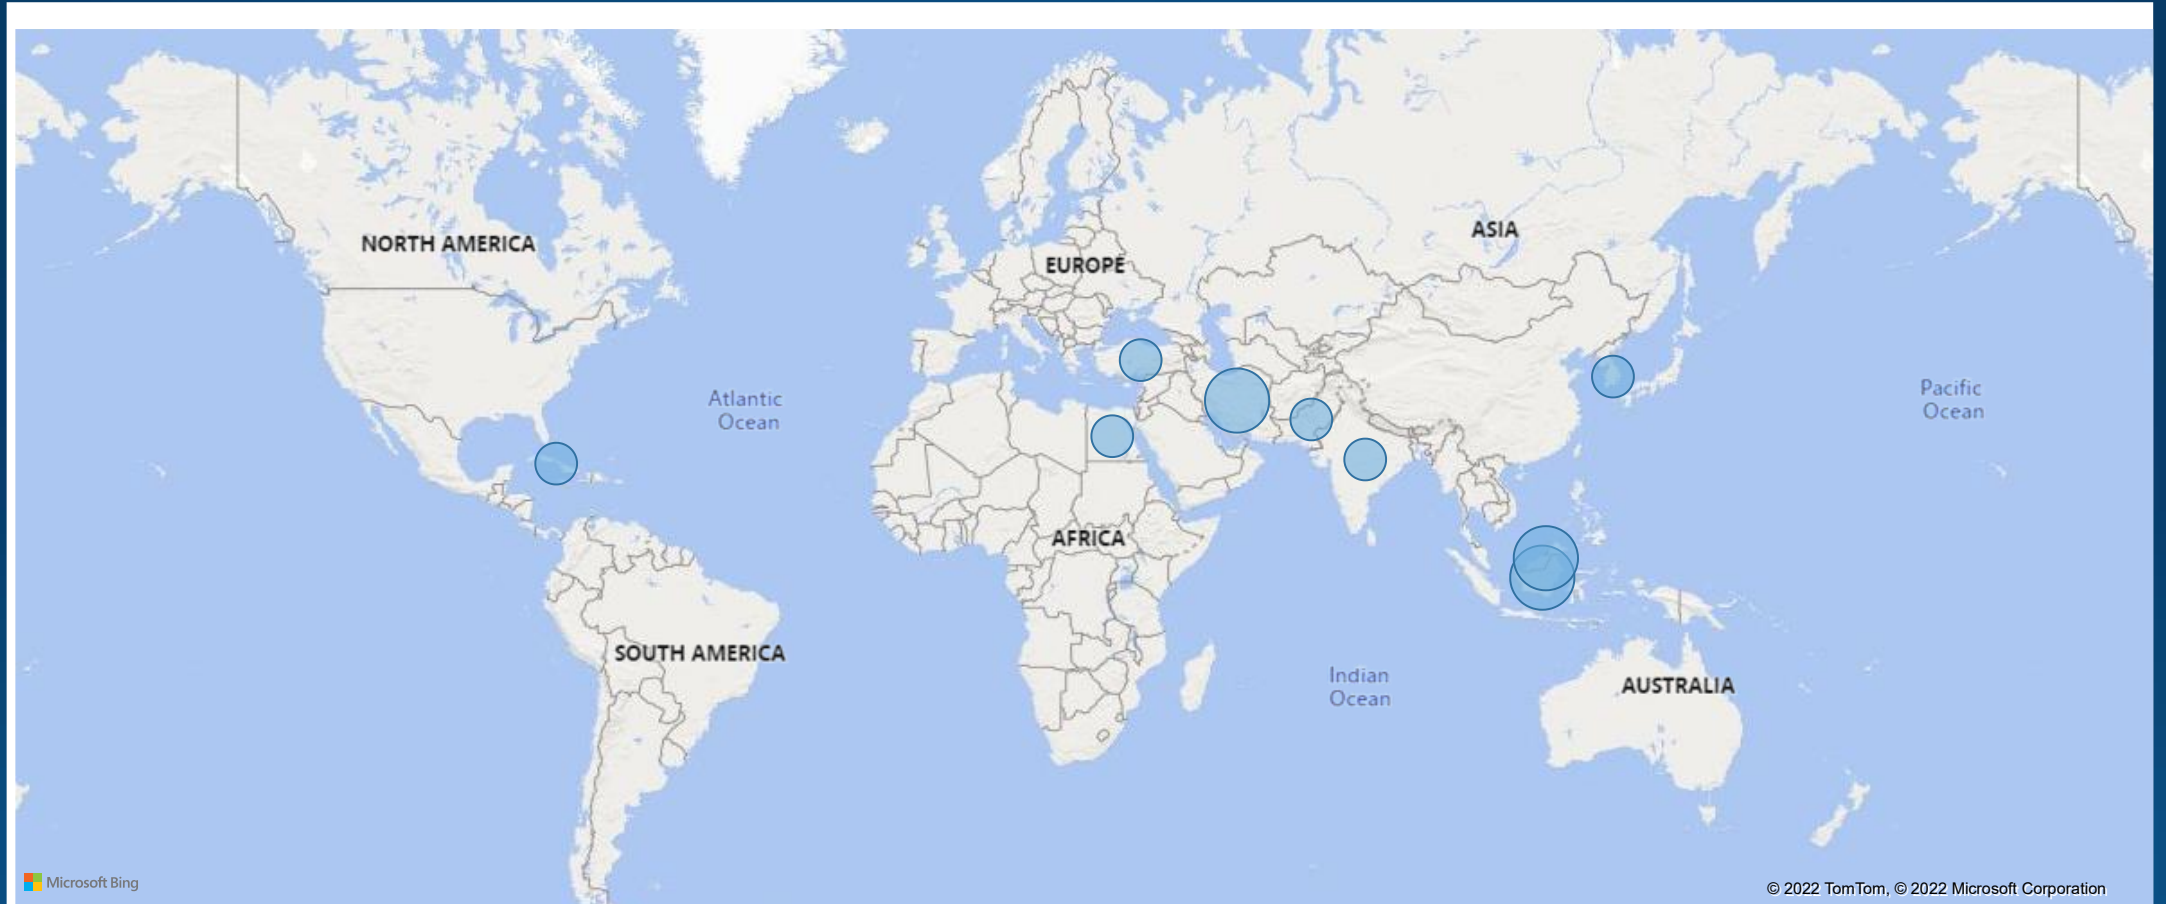 ASIA
NORTH AMERICA
EUROPE
Atlantic
Ocean
Pacific
Ocean
AFRICA
SOUTH AMERICA
Indian
Ocean
AUSTRALIA
Microsoft Bing
© 2022 TomTom, © 2022 Microsoft Corporation